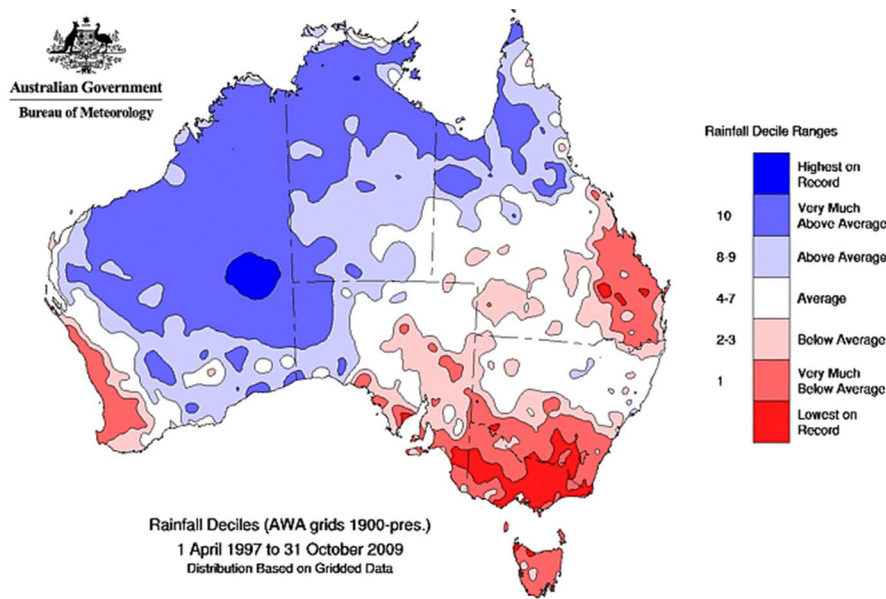 Australian Government
Bureau of Meteorology
Rainfall Decile Ranges
Highest on
Record
10
Very Much
Above Average
8-9
Above Average
4-7
Average
2-3
Below Average
1
Very Much
Below Average
Lowest on
Record
Rainfall Deciles (AWA grids 1900-pres.)
1 April 1997 to 31 October 2009
Distribution Based on Gridded Data